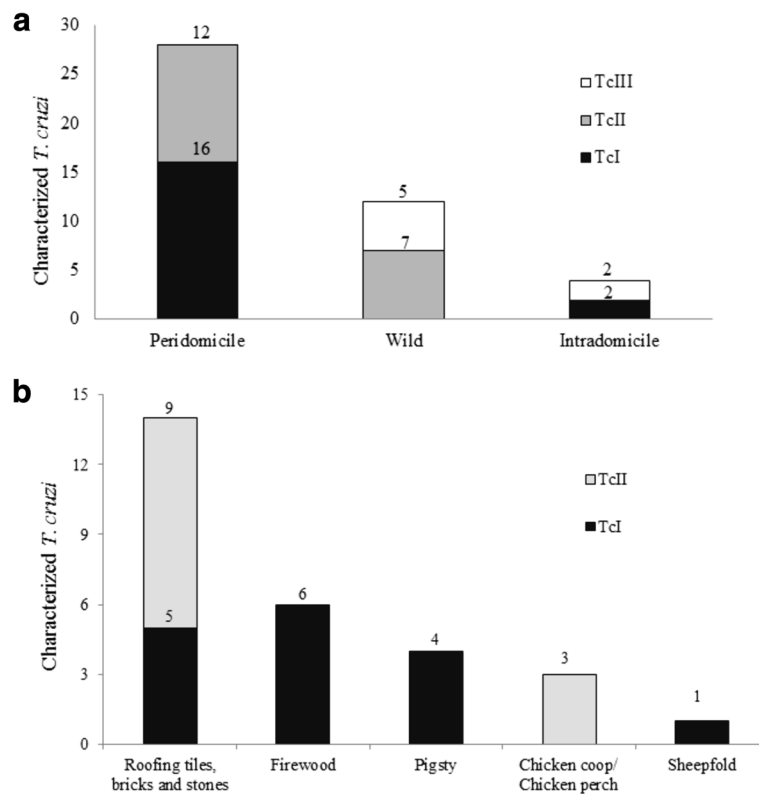 a
Characterized T. cruzi
30
25
20
15
10
5
0
12
16
5
7
2
2
TcIII
TcII
TcI
Peridomicile
Wild
Intradomicile
b
Characterized T. cruzi
15
12
9
6
3
0
9
5
6
4
3
1
TcII
TcI
Roofing tiles,
bricks and stones
Firewood
Pigsty
Chicken coop/
Chicken perch
Sheepfold